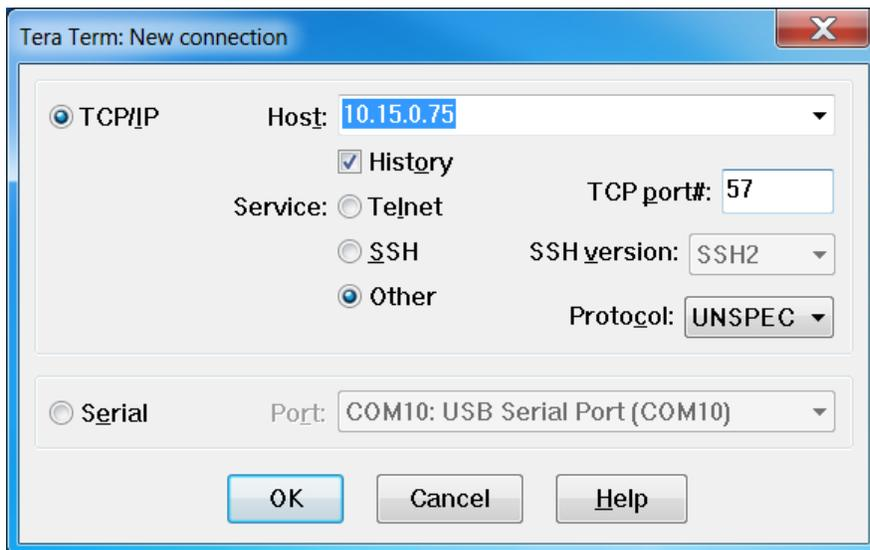 Tera Term: New connection
TCP/IP Host: 10.15.0.75
History
TCP port#: 57
Service: Telnet
SSH SSH version: SSH2
Other
Protocol: UNSPEC
Serial Port: COM10: USB Serial Port (COM10)
OK Cancel Help